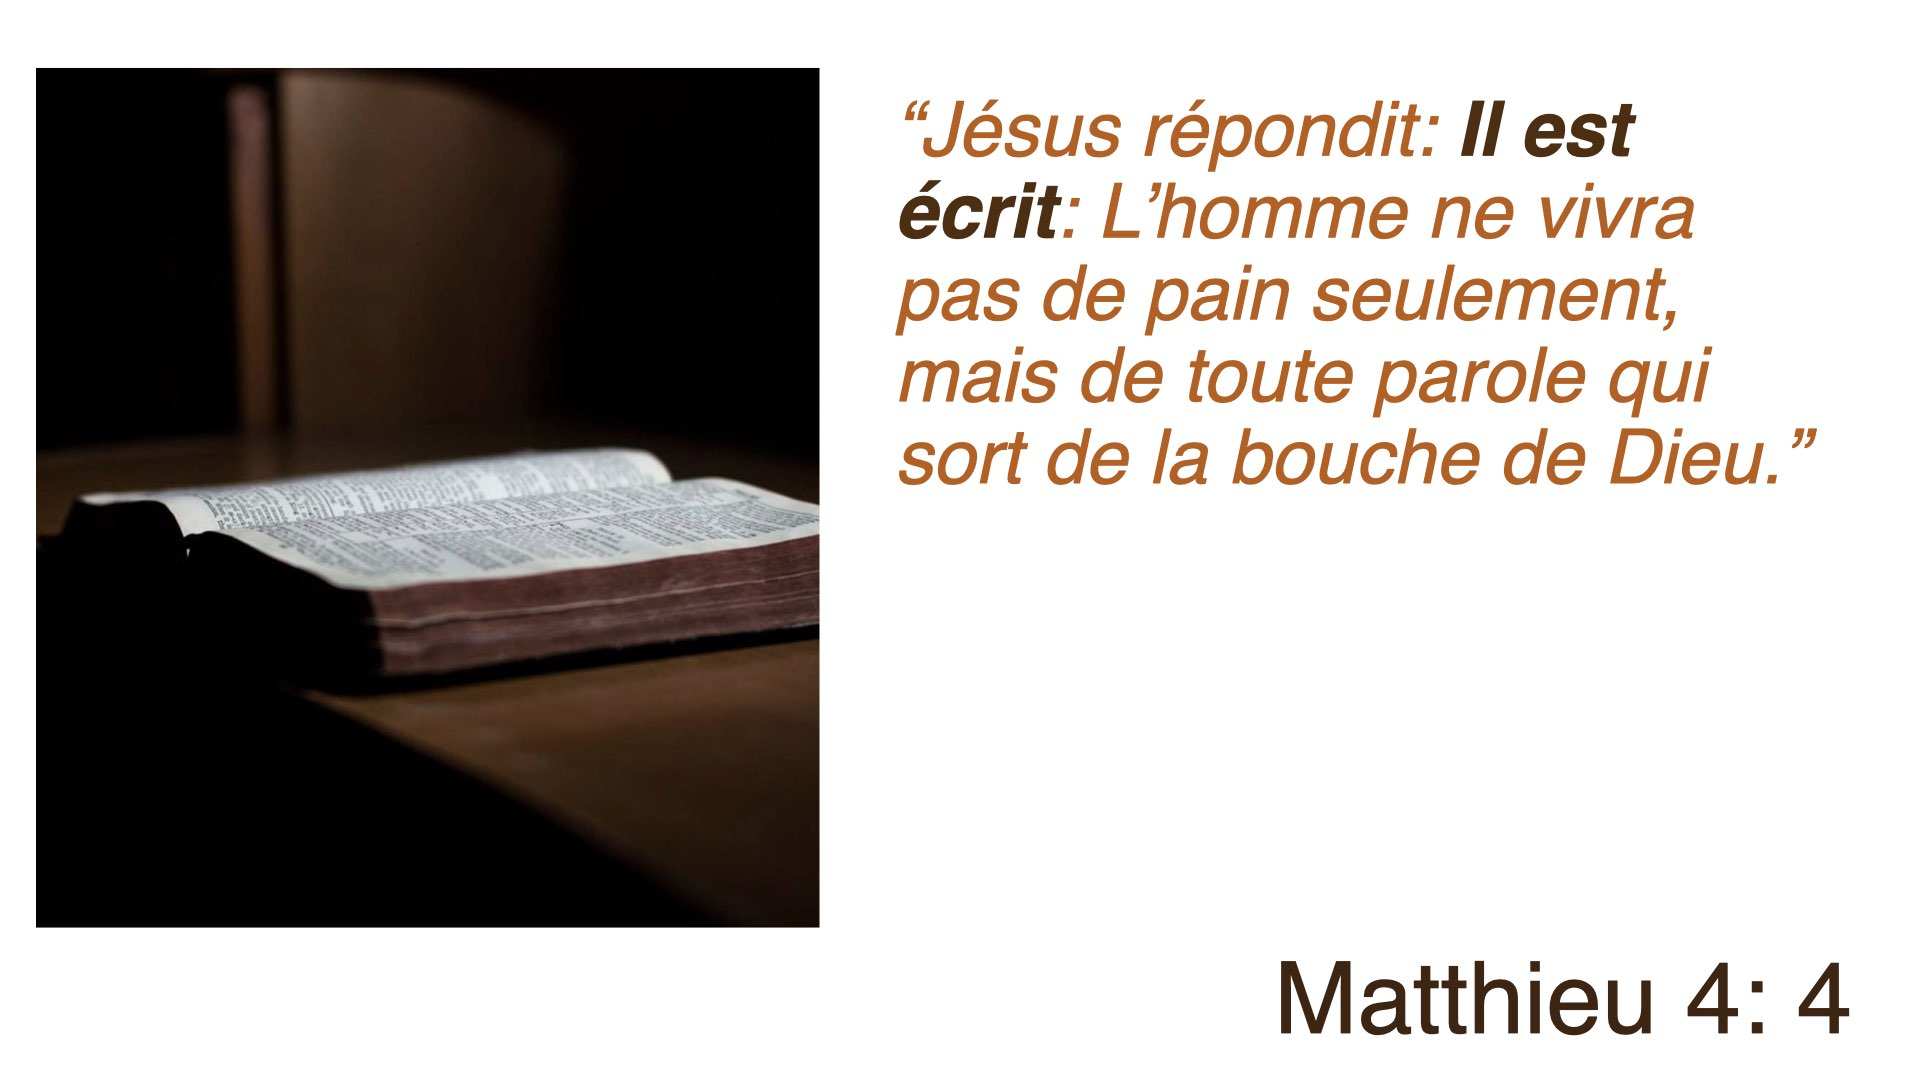 “Jésus répondit: Il est
écrit: L’homme ne vivra
pas de pain seulement,
mais de toute parole qui
sort de la bouche de Dieu.”
Matthieu 4: 4